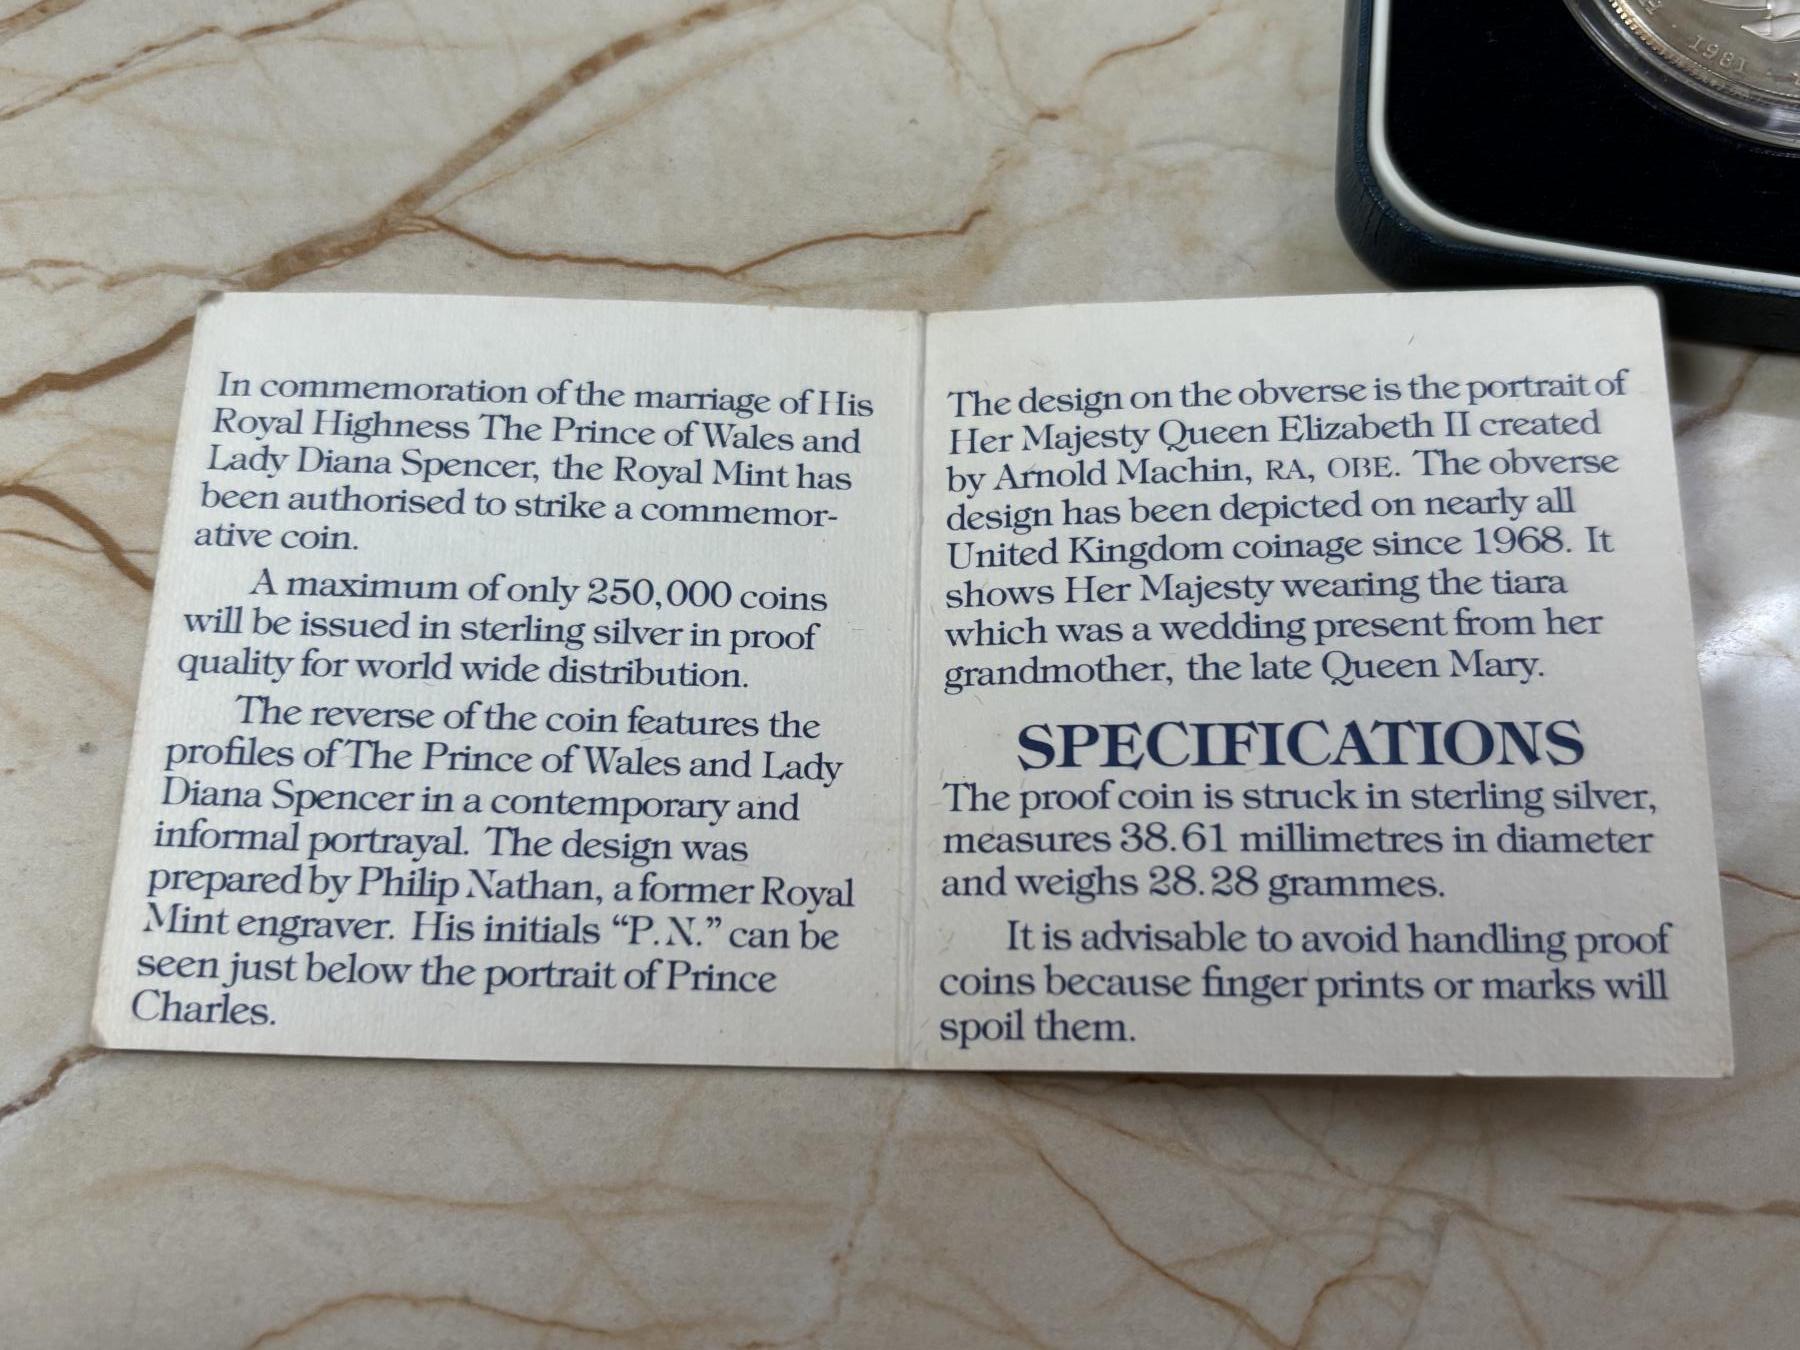 In commemoration of the marriage of His
Royal Highness The Prince of Wales and
Lady Diana Spencer, the Royal Mint has
been authorised to strike a commemor-
ative coin.
A maximum of only 250,000 coins
will be issued in sterling silver in proof
quality for world wide distribution.
The reverse of the coin features the
profiles of The Prince of Wales and Lady
Diana Spencer in a contemporary and
informal portrayal. The design was
prepared by Philip Nathan, a former Royal
Mint engraver. His initials “P.N.” can be
seen just below the portrait of Prince
Charles.
The design on the obverse is the portrait of
Her Majesty Queen Elizabeth II created
by Arnold Machin, RA, OBE. The obverse
design has been depicted on nearly all
United Kingdom coinage since 1968. It
shows Her Majesty wearing the tiara
which was a wedding present from her
grandmother, the late Queen Mary.
SPECIFICATIONS
The proof coin is struck in sterling silver,
measures 38.61 millimetres in diameter
and weighs 28.28 grammes.
It is advisable to avoid handling proof
coins because finger prints or marks will
spoil them.
1981